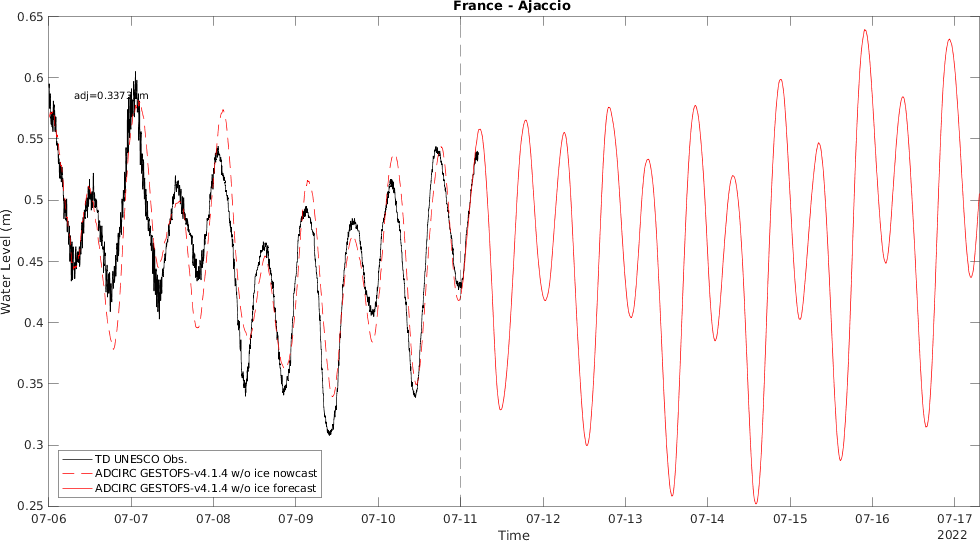 France - Ajaccio
0.65
0.6
0.55
0.5
0.45
0.4
0.35
0.3
0.25
Water Level (m)
TD UNESCO Obs.
ADCIRC GESTOFS-v4.1.4 w/o ice nowcast
ADCIRC GESTOFS-v4.1.4 w/o ice forecast
07-06 07-07 07-08 07-09 07-10 07-11 07-12 07-13 07-14 07-15 07-16 07-17
Time
2022